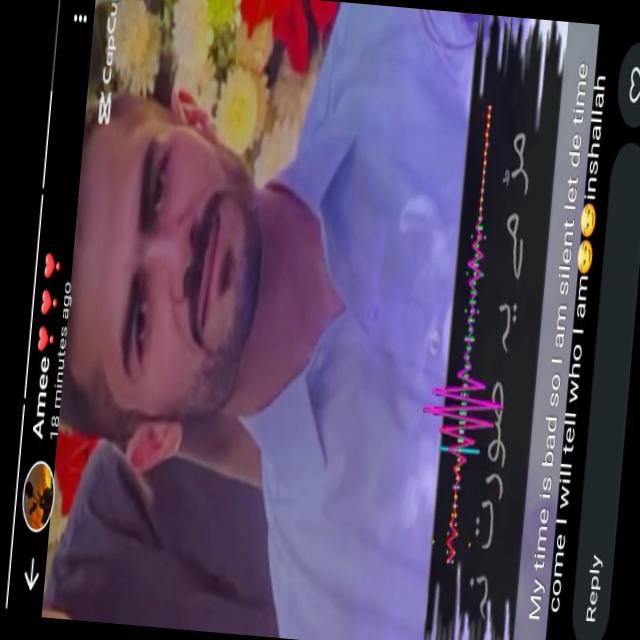 Amee❤️❤️❤️
18 minutes ago
CapCu
My time is bad so I am silent let de time
come I will tell who I am😊😊inshallah
Reply